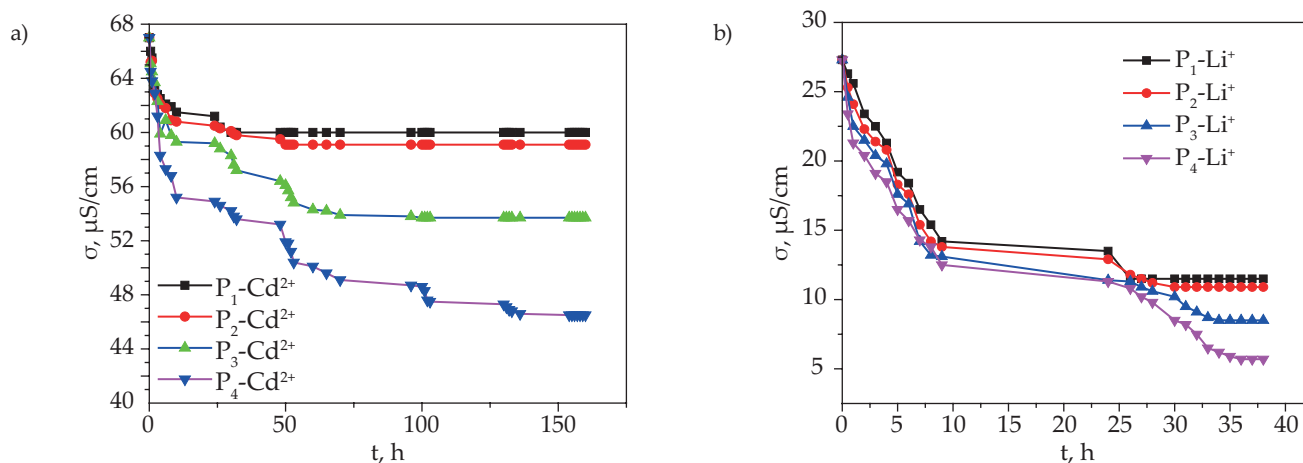 a)
σ, µS/cm
68
64
60
56
52
48
44
40
0
50
100
150
t, h
P₁-Cd²⁺
P₂-Cd²⁺
P₃-Cd²⁺
P₄-Cd²⁺
b)
σ, µS/cm
30
25
20
15
10
5
0
5
10
15
20
25
30
35
40
t, h
P₁-Li⁺
P₂-Li⁺
P₃-Li⁺
P₄-Li⁺